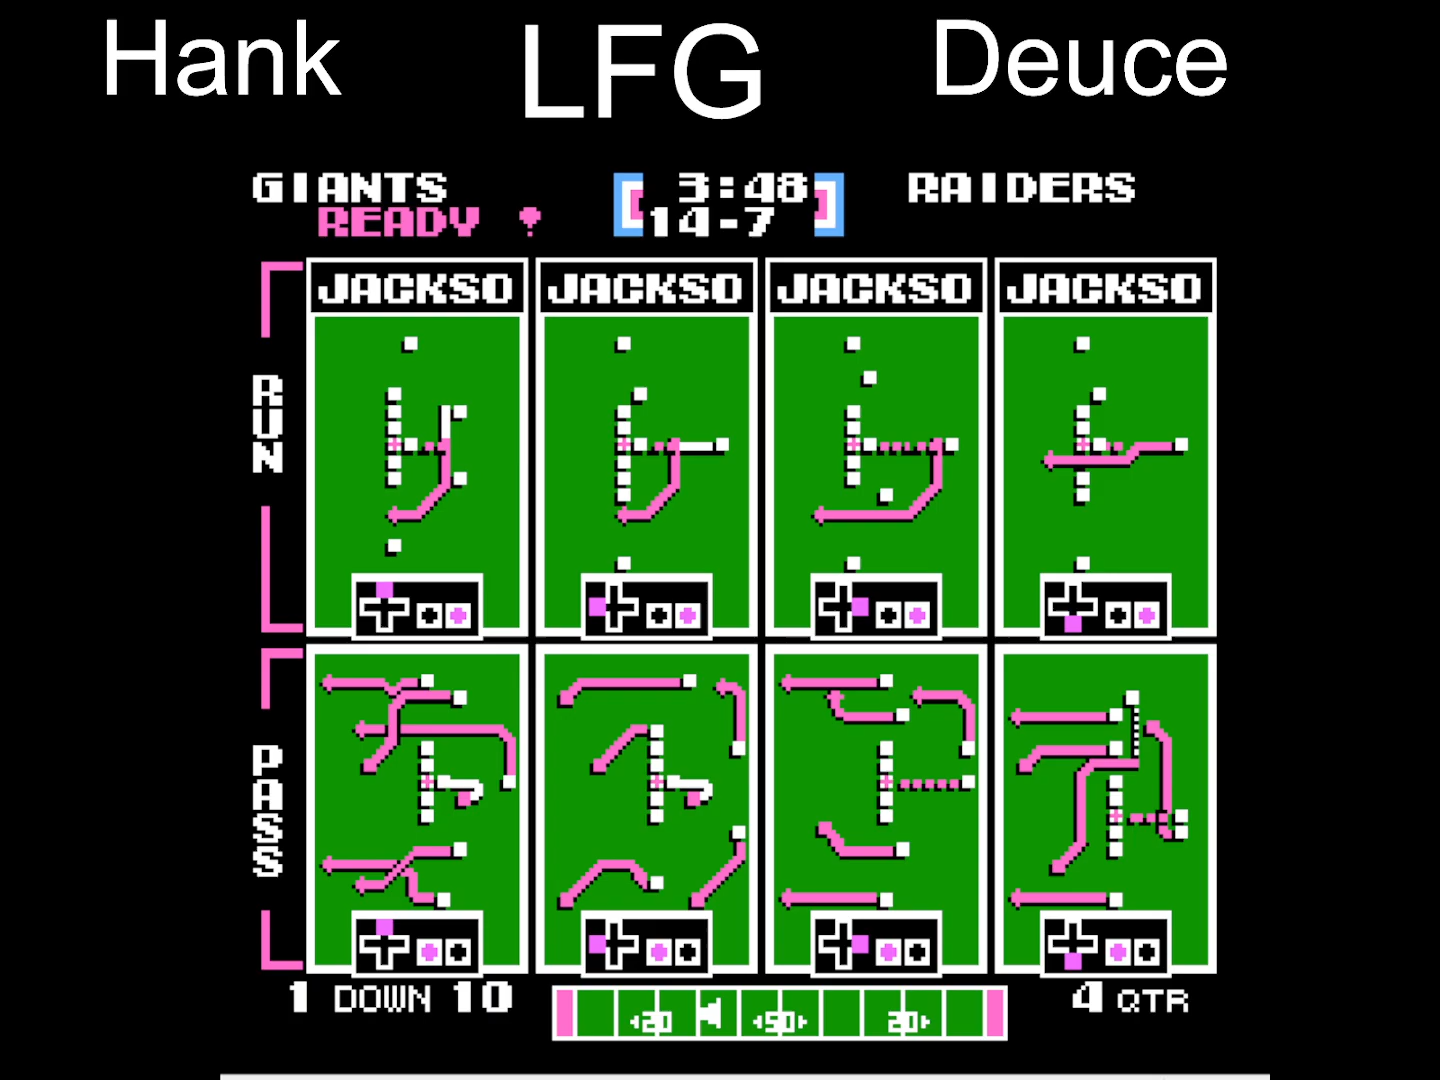 Hank LFG Deuce
GIANTS 3:48 RAIDERS
READY ! 14-7
JACKSO JACKSO JACKSO JACKSO
RUN
PASS
1 DOWN 10 4 QTR
20 50 20